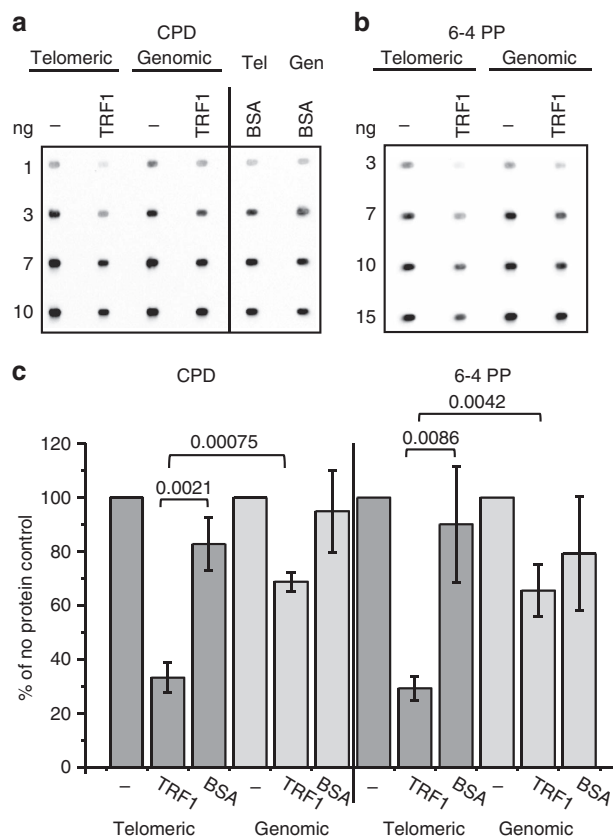 a
CPD
Telomeric Genomic Tel Gen
ng – TRF1 – TRF1 BSA BSA
1
3
7
10
b
6-4 PP
Telomeric Genomic
ng – TRF1 – TRF1
3
7
10
15
c
CPD 6-4 PP
0.00075 0.0042
0.0021 0.0086
% of no protein control
120
100
80
60
40
20
0
– TRF1 BSA – TRF1 BSA – TRF1 BSA – TRF1 BSA
Telomeric Genomic Telomeric Genomic